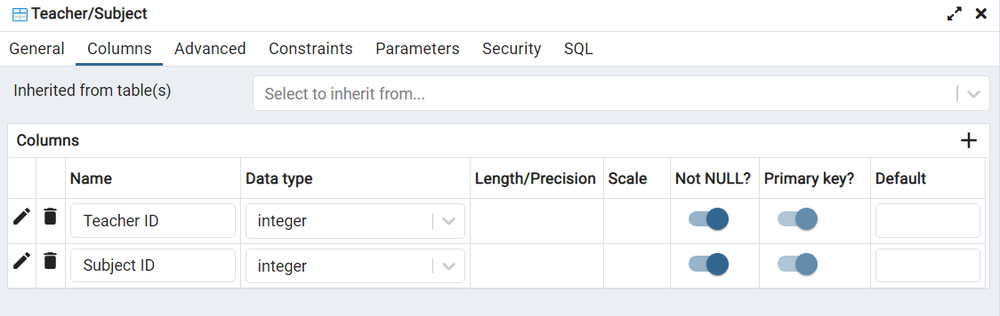 Teacher/Subject
General Columns Advanced Constraints Parameters Security SQL
Inherited from table(s) Select to inherit from...
Columns
Name Data type Length/Precision Scale Not NULL? Primary key? Default
Teacher ID integer
Subject ID integer